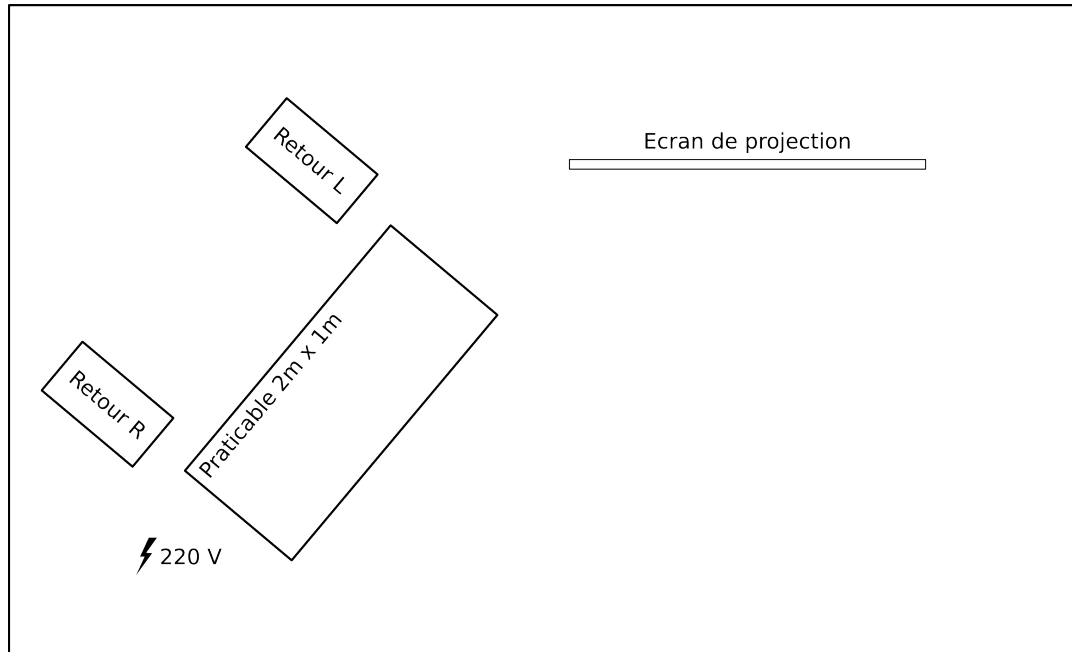 Retour L
Ecran de projection
Praticable 2m x 1m
Retour R
220 V